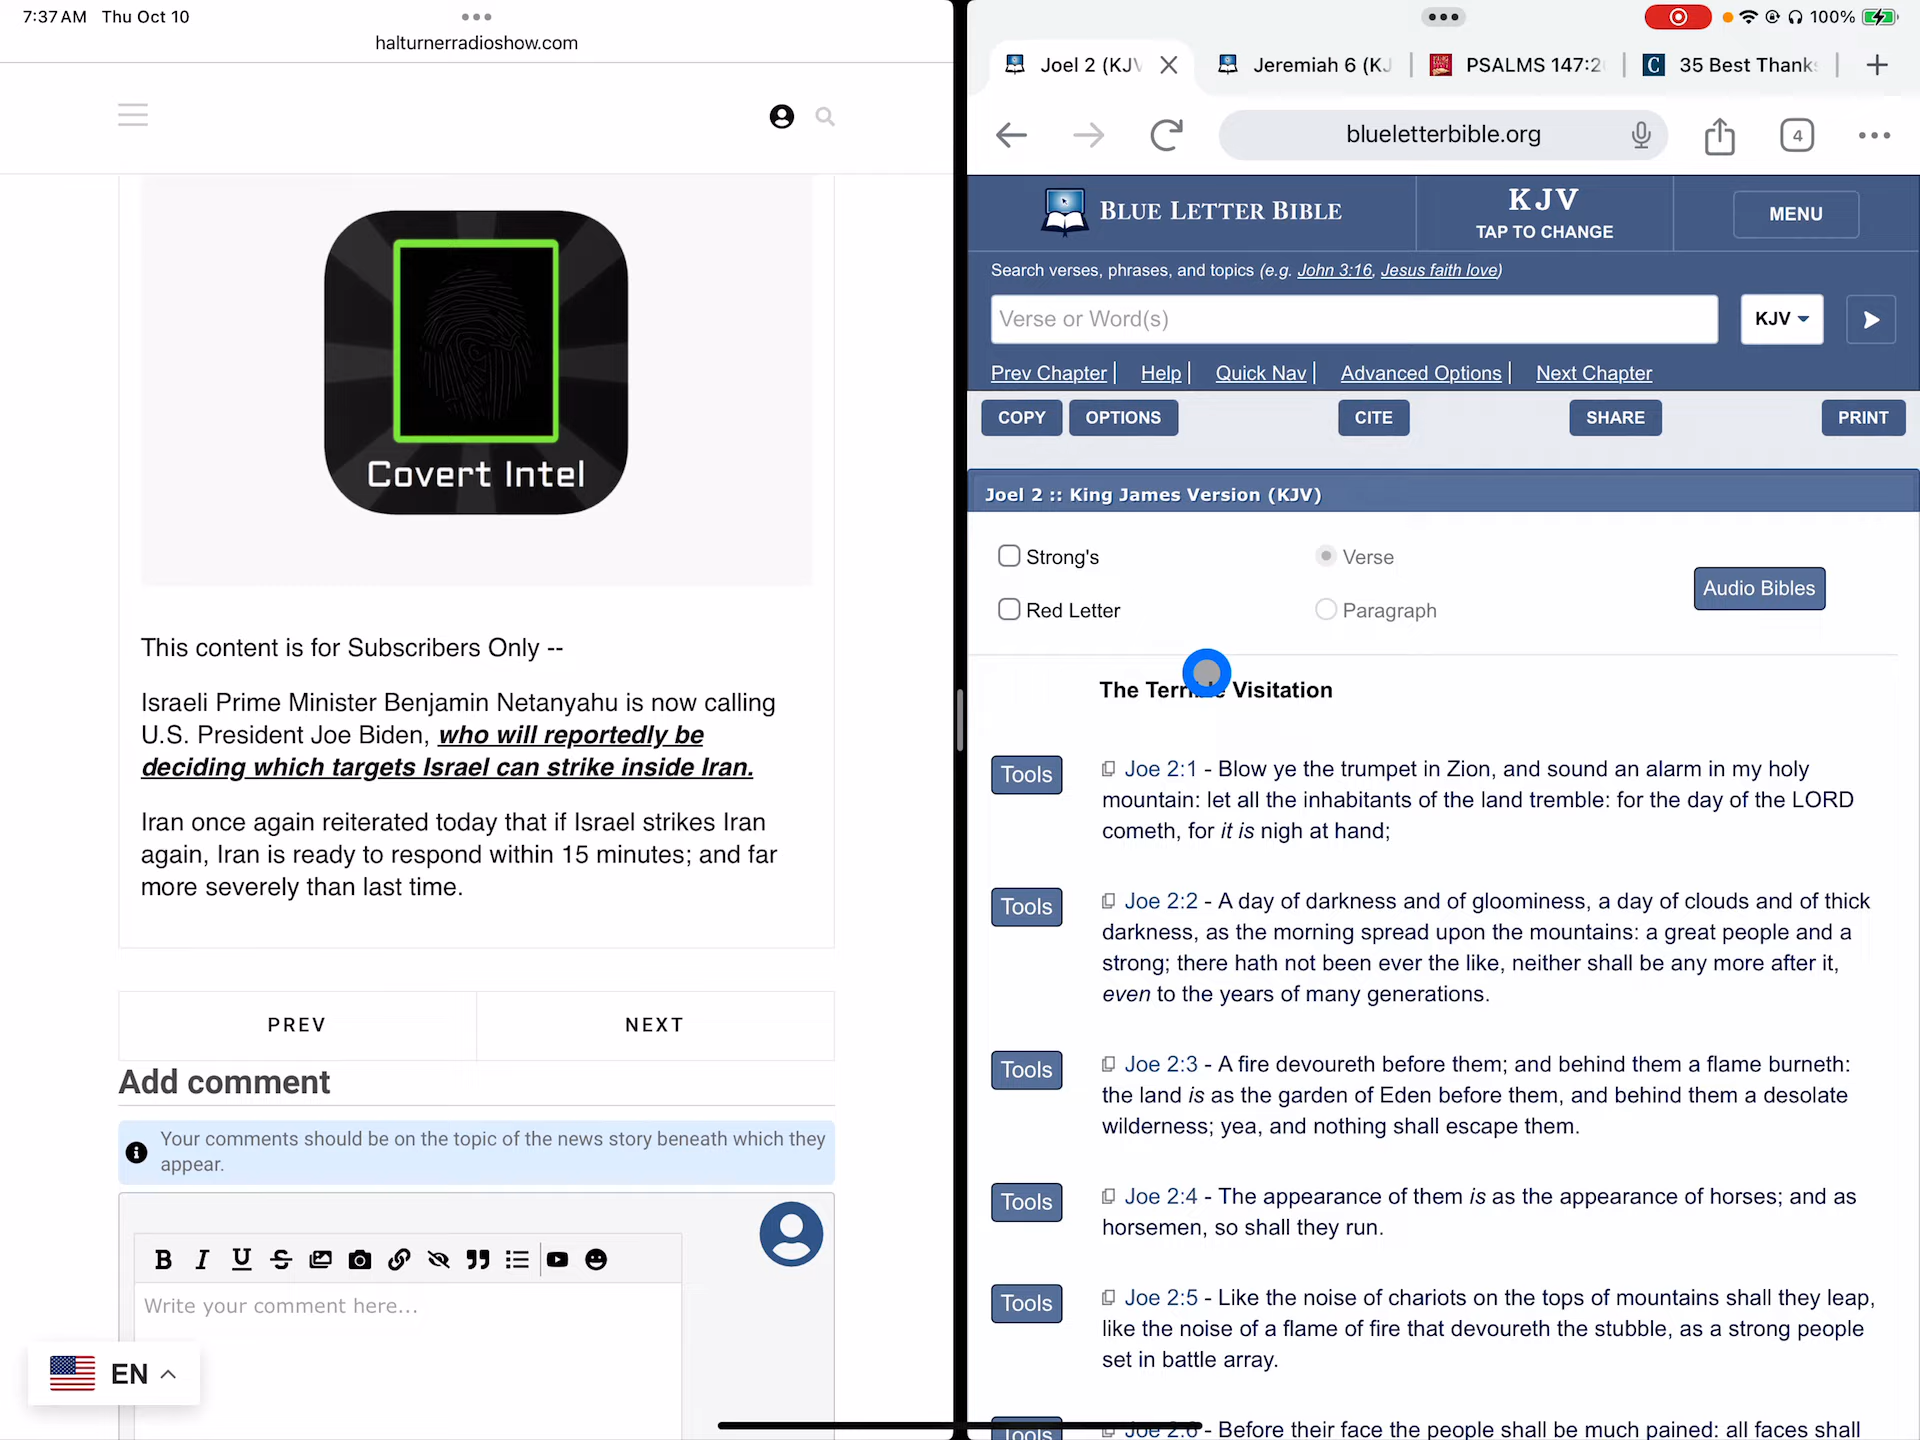 7:37 AM Thu Oct 10
halturnerradioshow.com
Covert Intel
This content is for Subscribers Only --
Israeli Prime Minister Benjamin Netanyahu is now calling
U.S. President Joe Biden, who will reportedly be
deciding which targets Israel can strike inside Iran.
Iran once again reiterated today that if Israel strikes Iran
again, Iran is ready to respond within 15 minutes; and far
more severely than last time.
PREV
NEXT
Add comment
Your comments should be on the topic of the news story beneath which they
appear.
B I U S
Write your comment here...
EN
100%
Joel 2 (KJV
Jeremiah 6 (KJ
PSALMS 147:2
C 35 Best Thank
blueletterbible.org
4
BLUE LETTER BIBLE
KJV
TAP TO CHANGE
MENU
Search verses, phrases, and topics (e.g. John 3:16, Jesus faith love)
Verse or Word(s)
KJV
Prev Chapter | Help | Quick Nav | Advanced Options | Next Chapter
COPY OPTIONS CITE SHARE PRINT
Joel 2 :: King James Version (KJV)
Strong's
Verse
Red Letter
Paragraph
Audio Bibles
The Visitation
Tools
Joe 2:1 - Blow ye the trumpet in Zion, and sound an alarm in my holy
mountain: let all the inhabitants of the land tremble: for the day of the LORD
cometh, for it is nigh at hand;
Tools
Joe 2:2 - A day of darkness and of gloominess, a day of clouds and of thick
darkness, as the morning spread upon the mountains: a great people and a
strong; there hath not been ever the like, neither shall be any more after it,
even to the years of many generations.
Tools
Joe 2:3 - A fire devoureth before them; and behind them a flame burneth:
the land is as the garden of Eden before them, and behind them a desolate
wilderness; yea, and nothing shall escape them.
Tools
Joe 2:4 - The appearance of them is as the appearance of horses; and as
horsemen, so shall they run.
Tools
Joe 2:5 - Like the noise of chariots on the tops of mountains shall they leap,
like the noise of a flame of fire that devoureth the stubble, as a strong people
set in battle array.
Tools
Joe 2:6 - Before their face the people shall be much pained: all faces shall